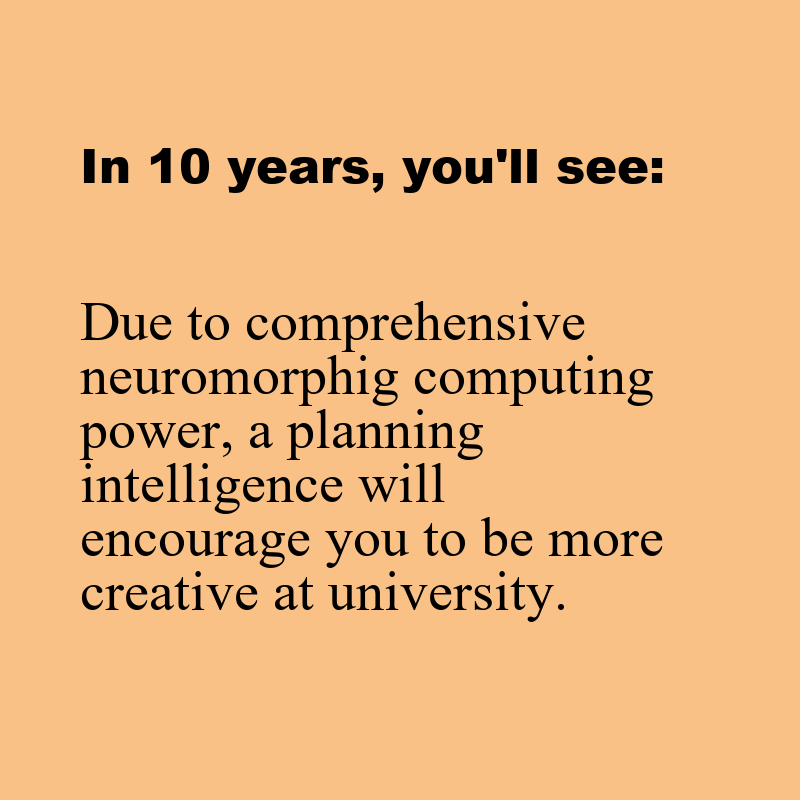 In 10 years, you'll see:
Due to comprehensive
neuromorphig computing
power, a planning
intelligence will
encourage you to be more
creative at university.